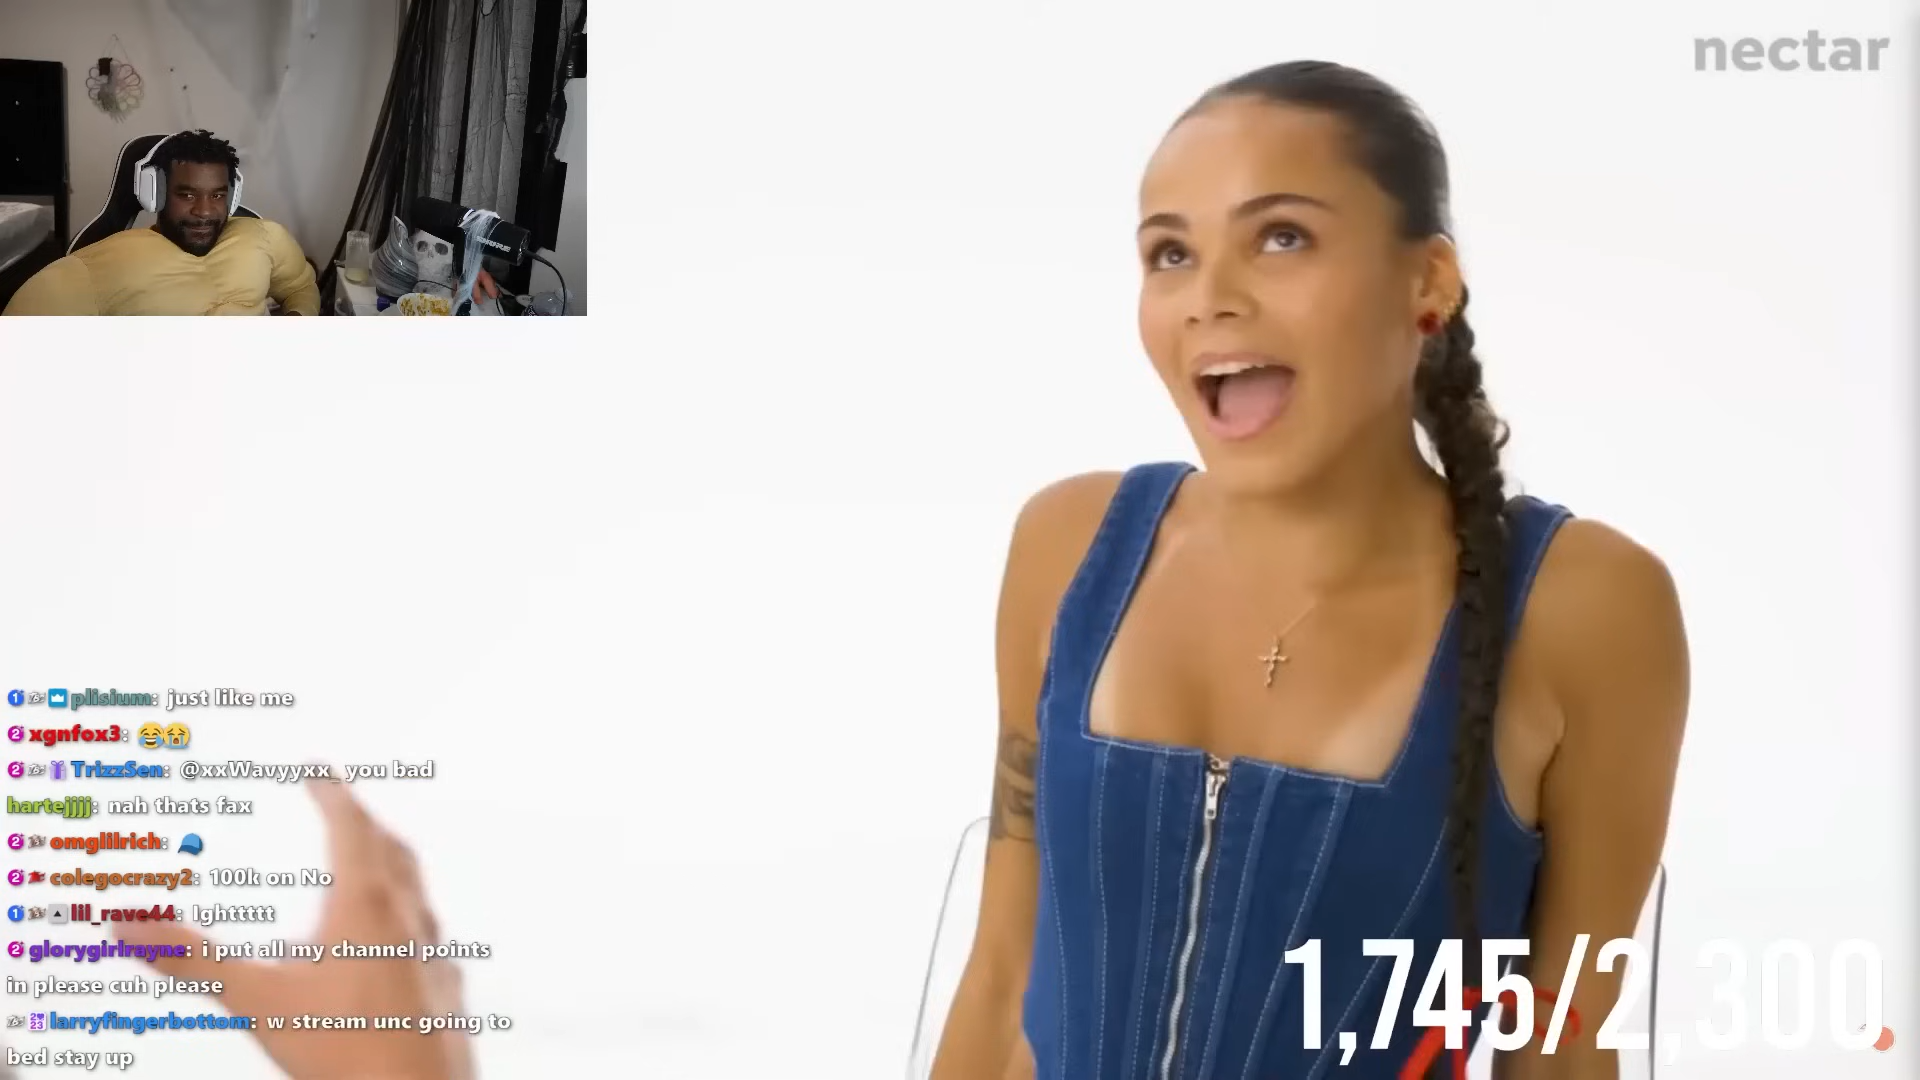 nectar
plisium: just like me
xgnfox3: 😂😭
TrizzSen: @xxWavyyxx_ you bad
hartejjjj: nah thats fax
omglilrich: 🧢
colegocrazy2: 100k on No
lil_rave44: Ighttttt
glorygirlrayne: i put all my channel points
in please cuh please
larryfingerbottom: w stream unc going to
bed stay up
1,745/2,300